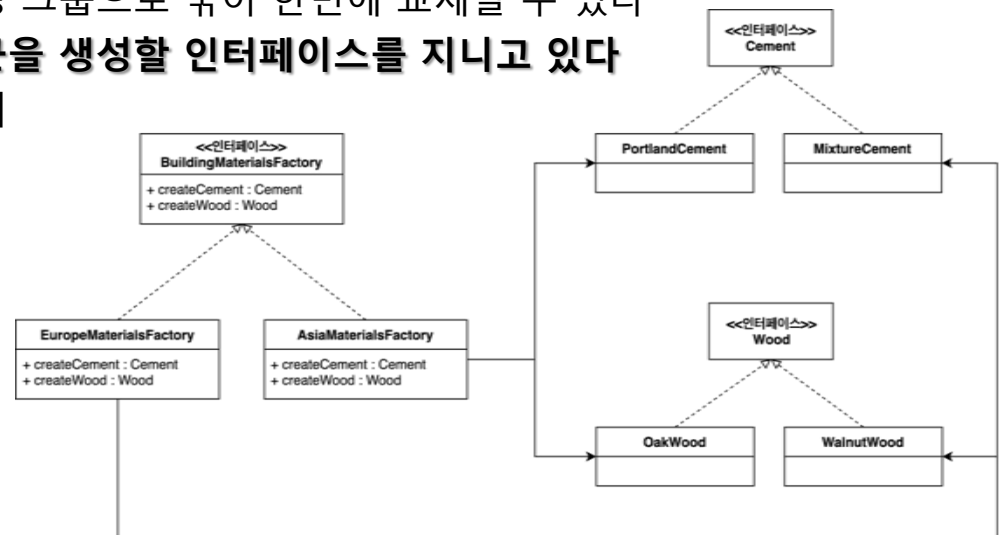 그룹으로 묶어 한번에 교체할 수 있다
생성할 인터페이스를 지니고 있다
<<인터페이스>>
Cement
PortlandCement
MixtureCement
<<인터페이스>>
BuildingMaterialsFactory
+ createCement : Cement
+ createWood : Wood
EuropeMaterialsFactory
+ createCement : Cement
+ createWood : Wood
AsiaMaterialsFactory
+ createCement : Cement
+ createWood : Wood
<<인터페이스>>
Wood
OakWood
WalnutWood